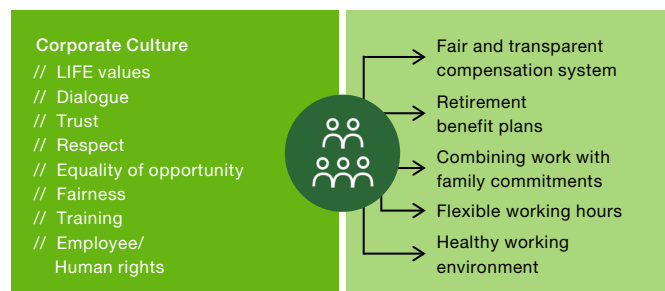 Corporate Culture
// LIFE values
// Dialogue
// Trust
// Respect
// Equality of opportunity
// Fairness
// Training
// Employee/
Human rights
Fair and transparent
compensation system
Retirement
benefit plans
Combining work with
family commitments
Flexible working hours
Healthy working
environment